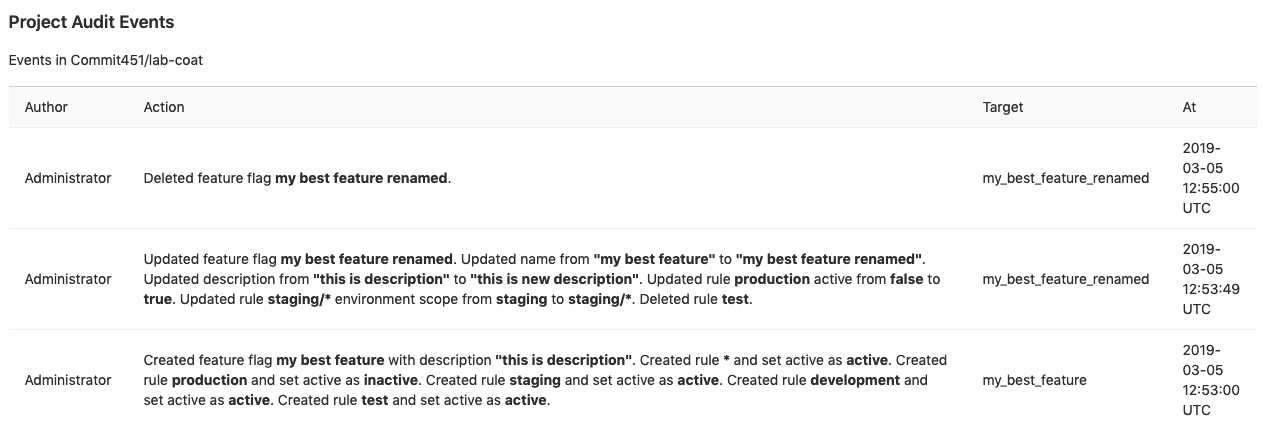 Project Audit Events
Events in Commit451/lab-coat
Author Action Target At
Administrator
Deleted feature flag my best feature renamed.
my_best_feature_renamed
2019-
03-05
12:55:00
UTC
Administrator
Updated feature flag my best feature renamed. Updated name from "my best feature" to "my best feature renamed".
Updated description from "this is description" to "this is new description". Updated rule production active from false to
true. Updated rule staging/* environment scope from staging to staging/*. Deleted rule test.
my_best_feature_renamed
2019-
03-05
12:53:49
UTC
Administrator
Created feature flag my best feature with description "this is description". Created rule * and set active as active. Created
rule production and set active as inactive. Created rule staging and set active as active. Created rule development and
set active as active. Created rule test and set active as active.
my_best_feature
2019-
03-05
12:53:00
UTC